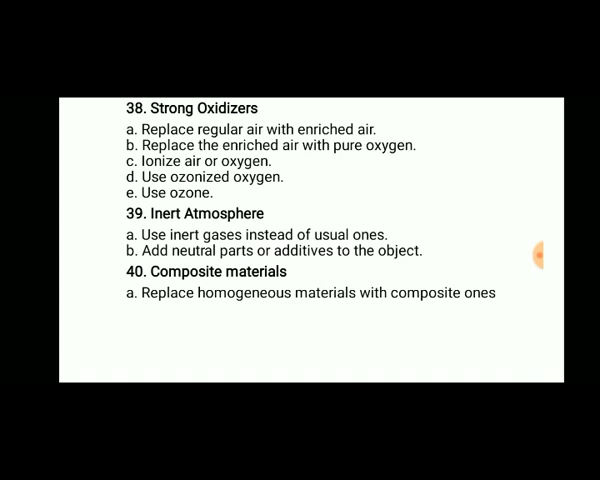 38. Strong Oxidizers
a. Replace regular air with enriched air.
b. Replace the enriched air with pure oxygen.
c. Ionize air or oxygen.
d. Use ozonized oxygen.
e. Use ozone.
39. Inert Atmosphere
a. Use inert gases instead of usual ones.
b. Add neutral parts or additives to the object.
40. Composite materials
a. Replace homogeneous materials with composite ones